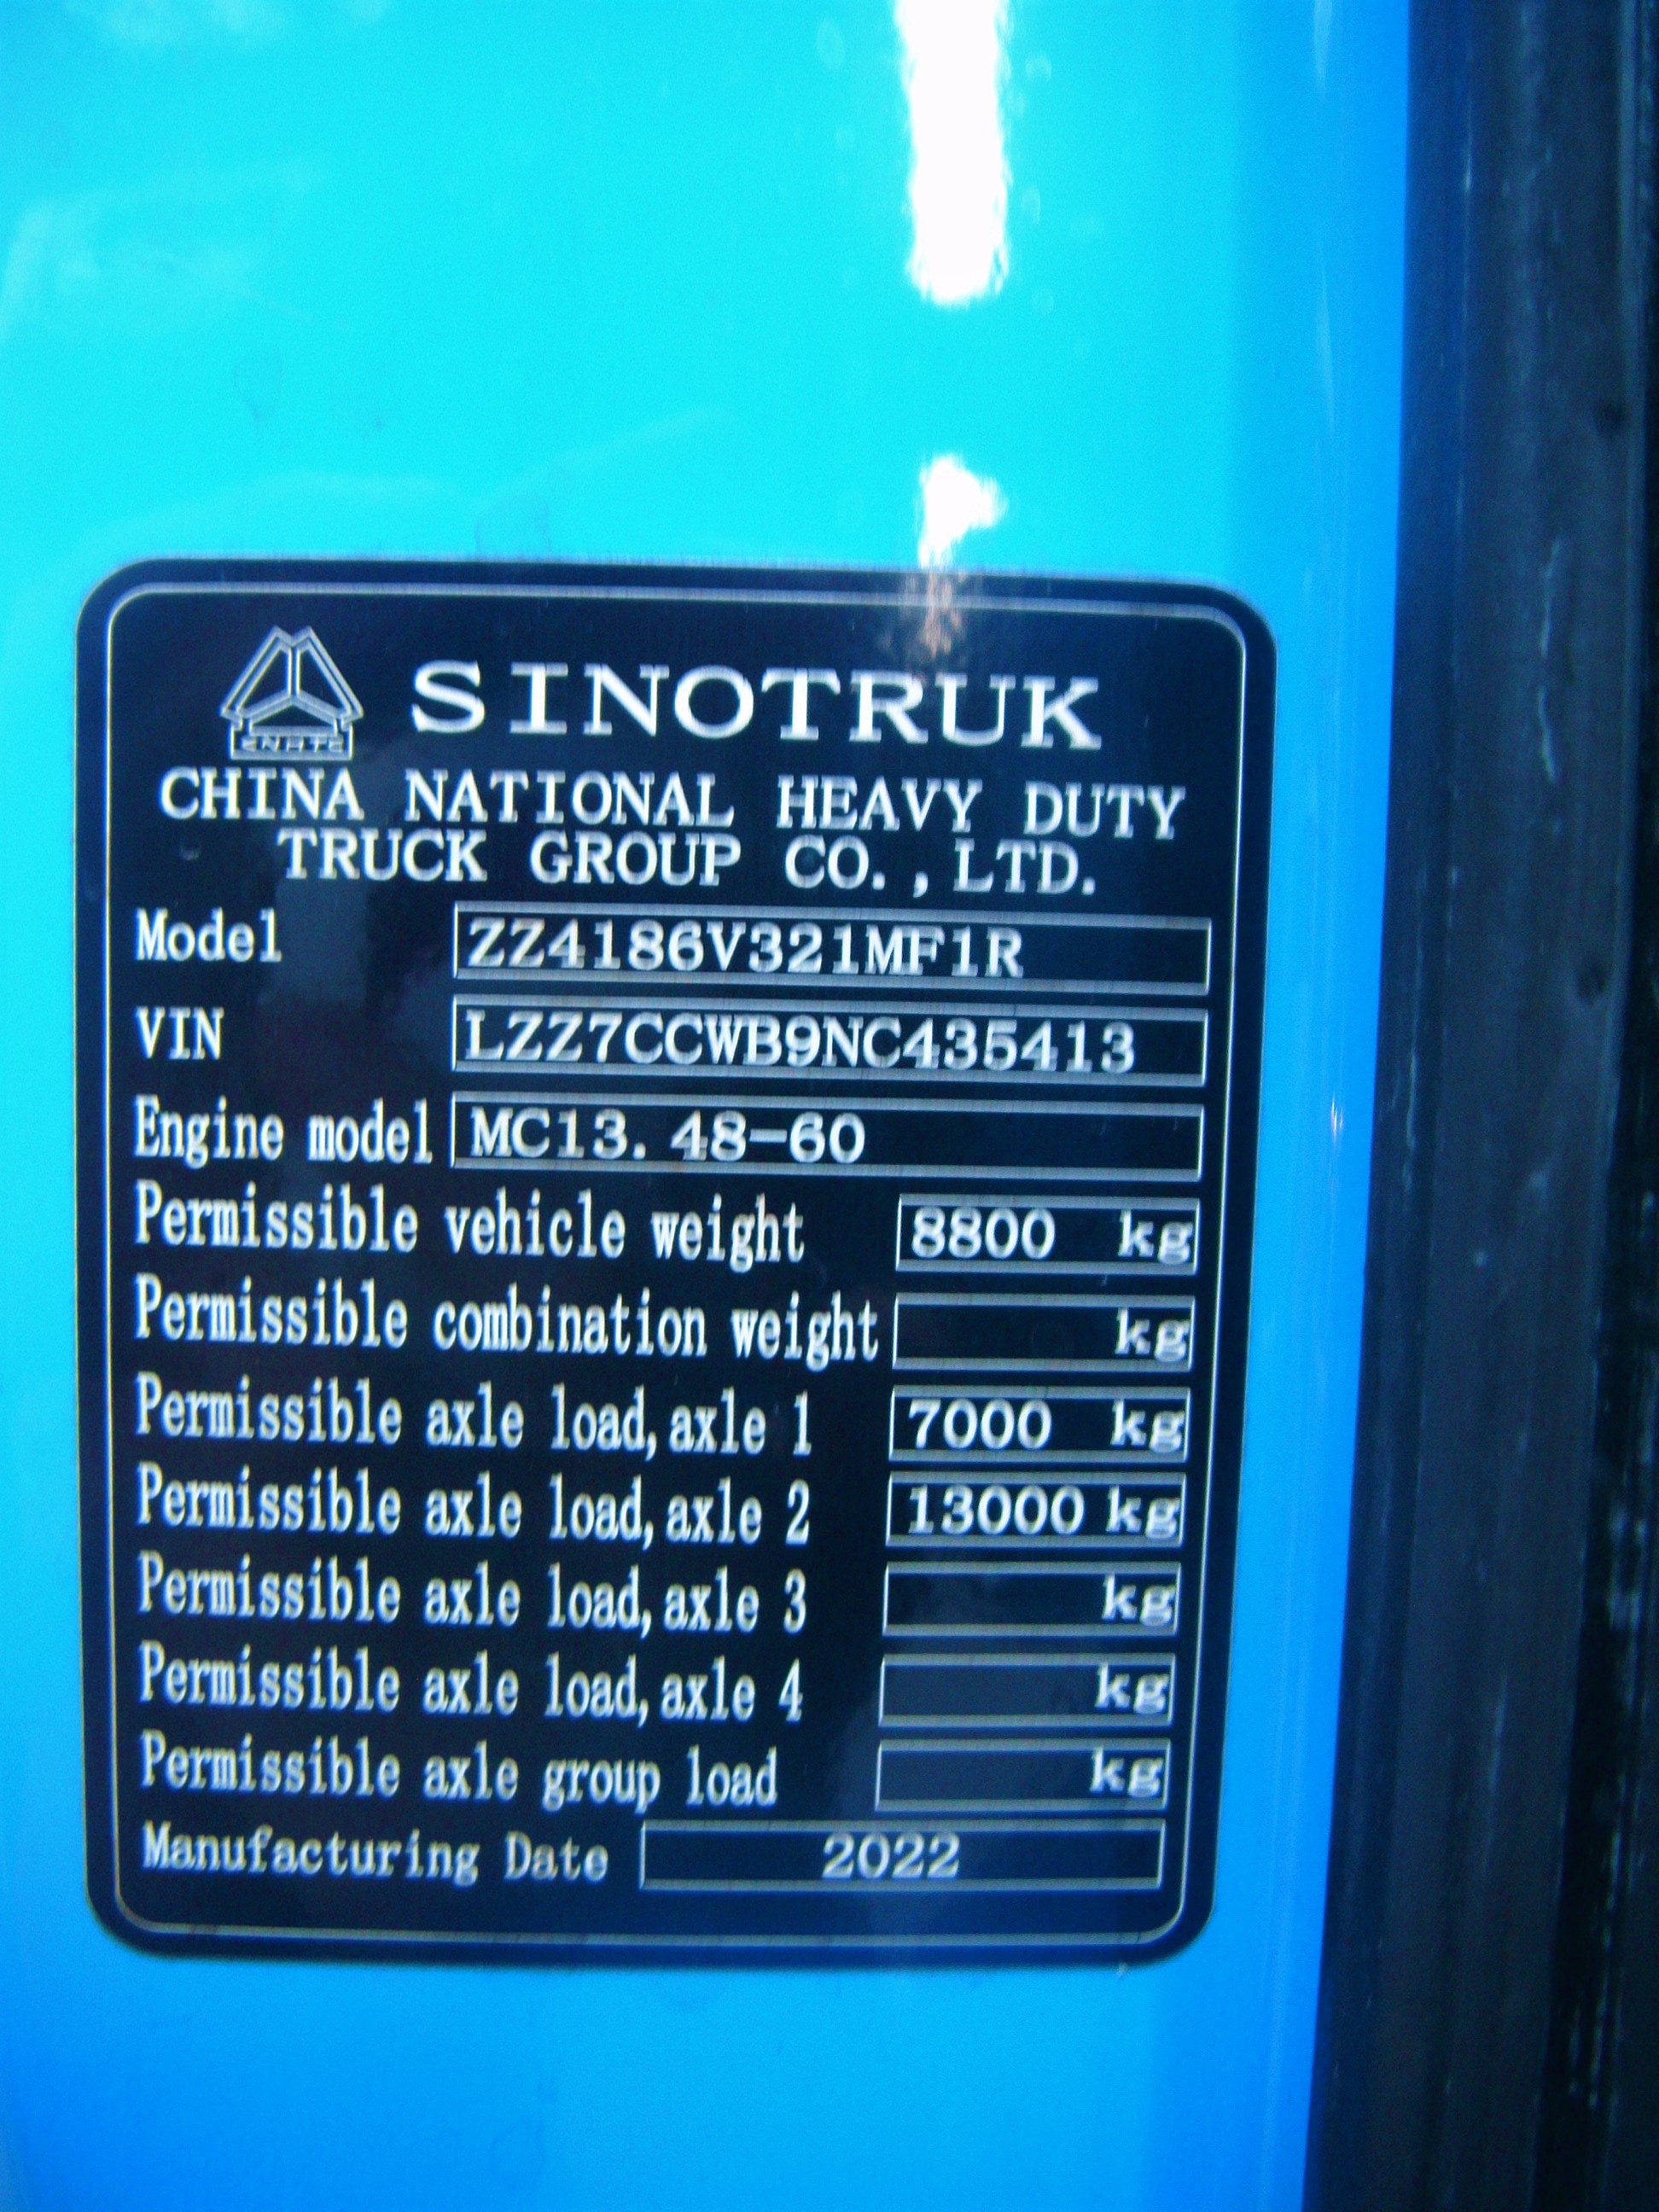 SINOTRUK
CHINA NATIONAL HEAVY DUTY
TRUCK GROUP CO.,LTD.
Model ZZ4186V321MF1R
VIN LZZ7CCWB9NC435413
Engine model MC13.48-60
Permissible vehicle weight 8800 kg
Permissible combination weight kg
Permissible axle load,axle 1 7000 kg
Permissible axle load,axle 2 13000 kg
Permissible axle load,axle 3 kg
Permissible axle load,axle 4 kg
Permissible axle group load kg
Manufacturing Date 2022